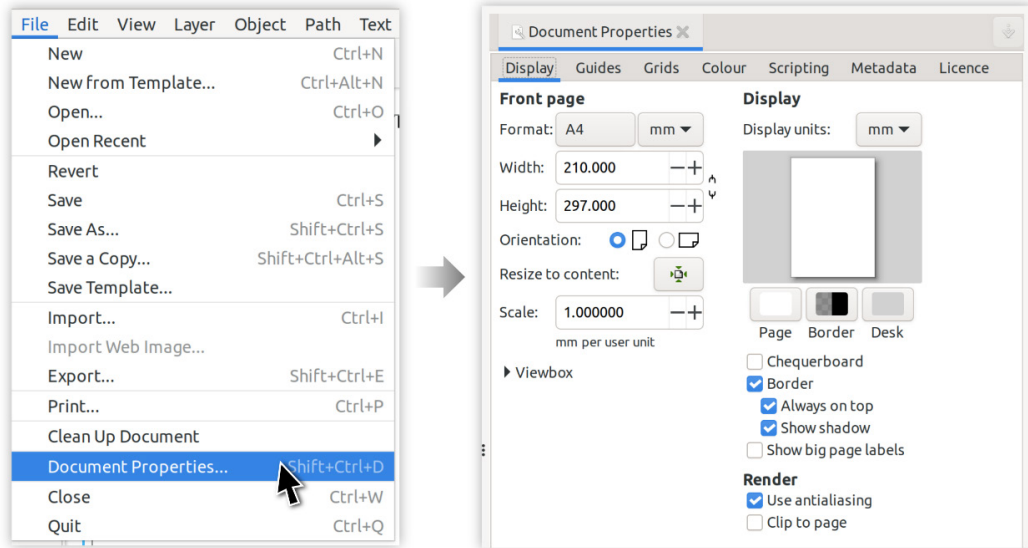 File Edit View Layer Object Path Text
New Ctrl+N
New from Template... Ctrl+Alt+N
Open... Ctrl+O
Open Recent
Revert
Save Ctrl+S
Save As... Shift+Ctrl+S
Save a Copy... Shift+Ctrl+Alt+S
Save Template...
Import... Ctrl+I
Import Web Image...
Export... Shift+Ctrl+E
Print... Ctrl+P
Clean Up Document
Document Properties... Shift+Ctrl+D
Close Ctrl+W
Quit Ctrl+Q
Document Properties
Display Guides Grids Colour Scripting Metadata Licence
Front page
Format: A4 mm
Width: 210.000
Height: 297.000
Orientation:
Resize to content:
Scale: 1.000000
mm per user unit
Viewbox
Display
Display units: mm
Page Border Desk
Chequerboard
Border
Always on top
Show shadow
Show big page labels
Render
Use antialiasing
Clip to page